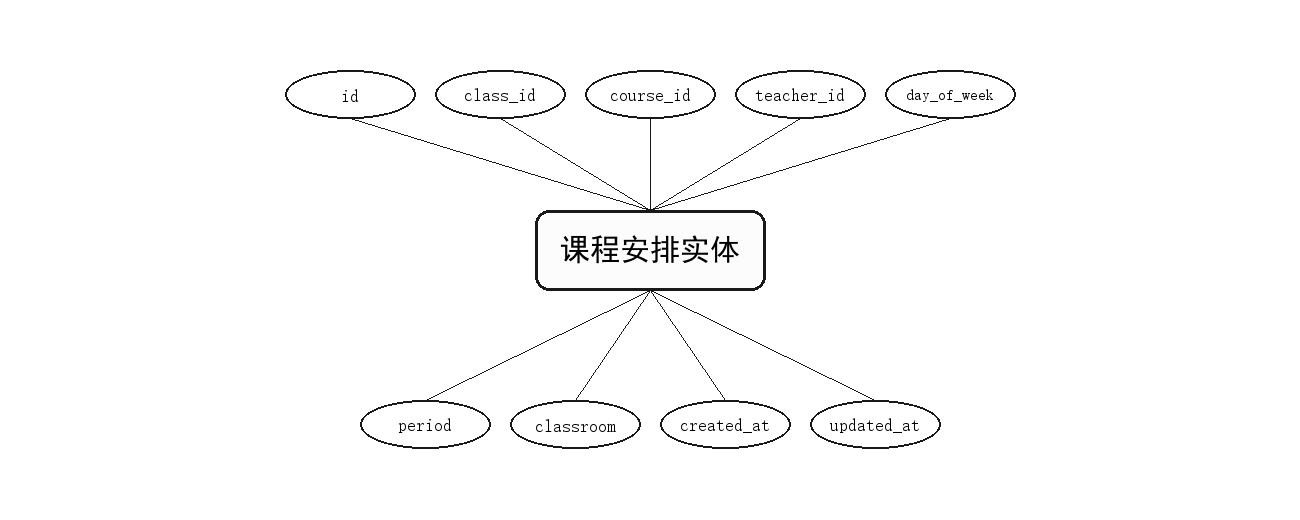 id
class_id
course_id
teacher_id
day_of_week
课程安排实体
period
classroom
created_at
updated_at